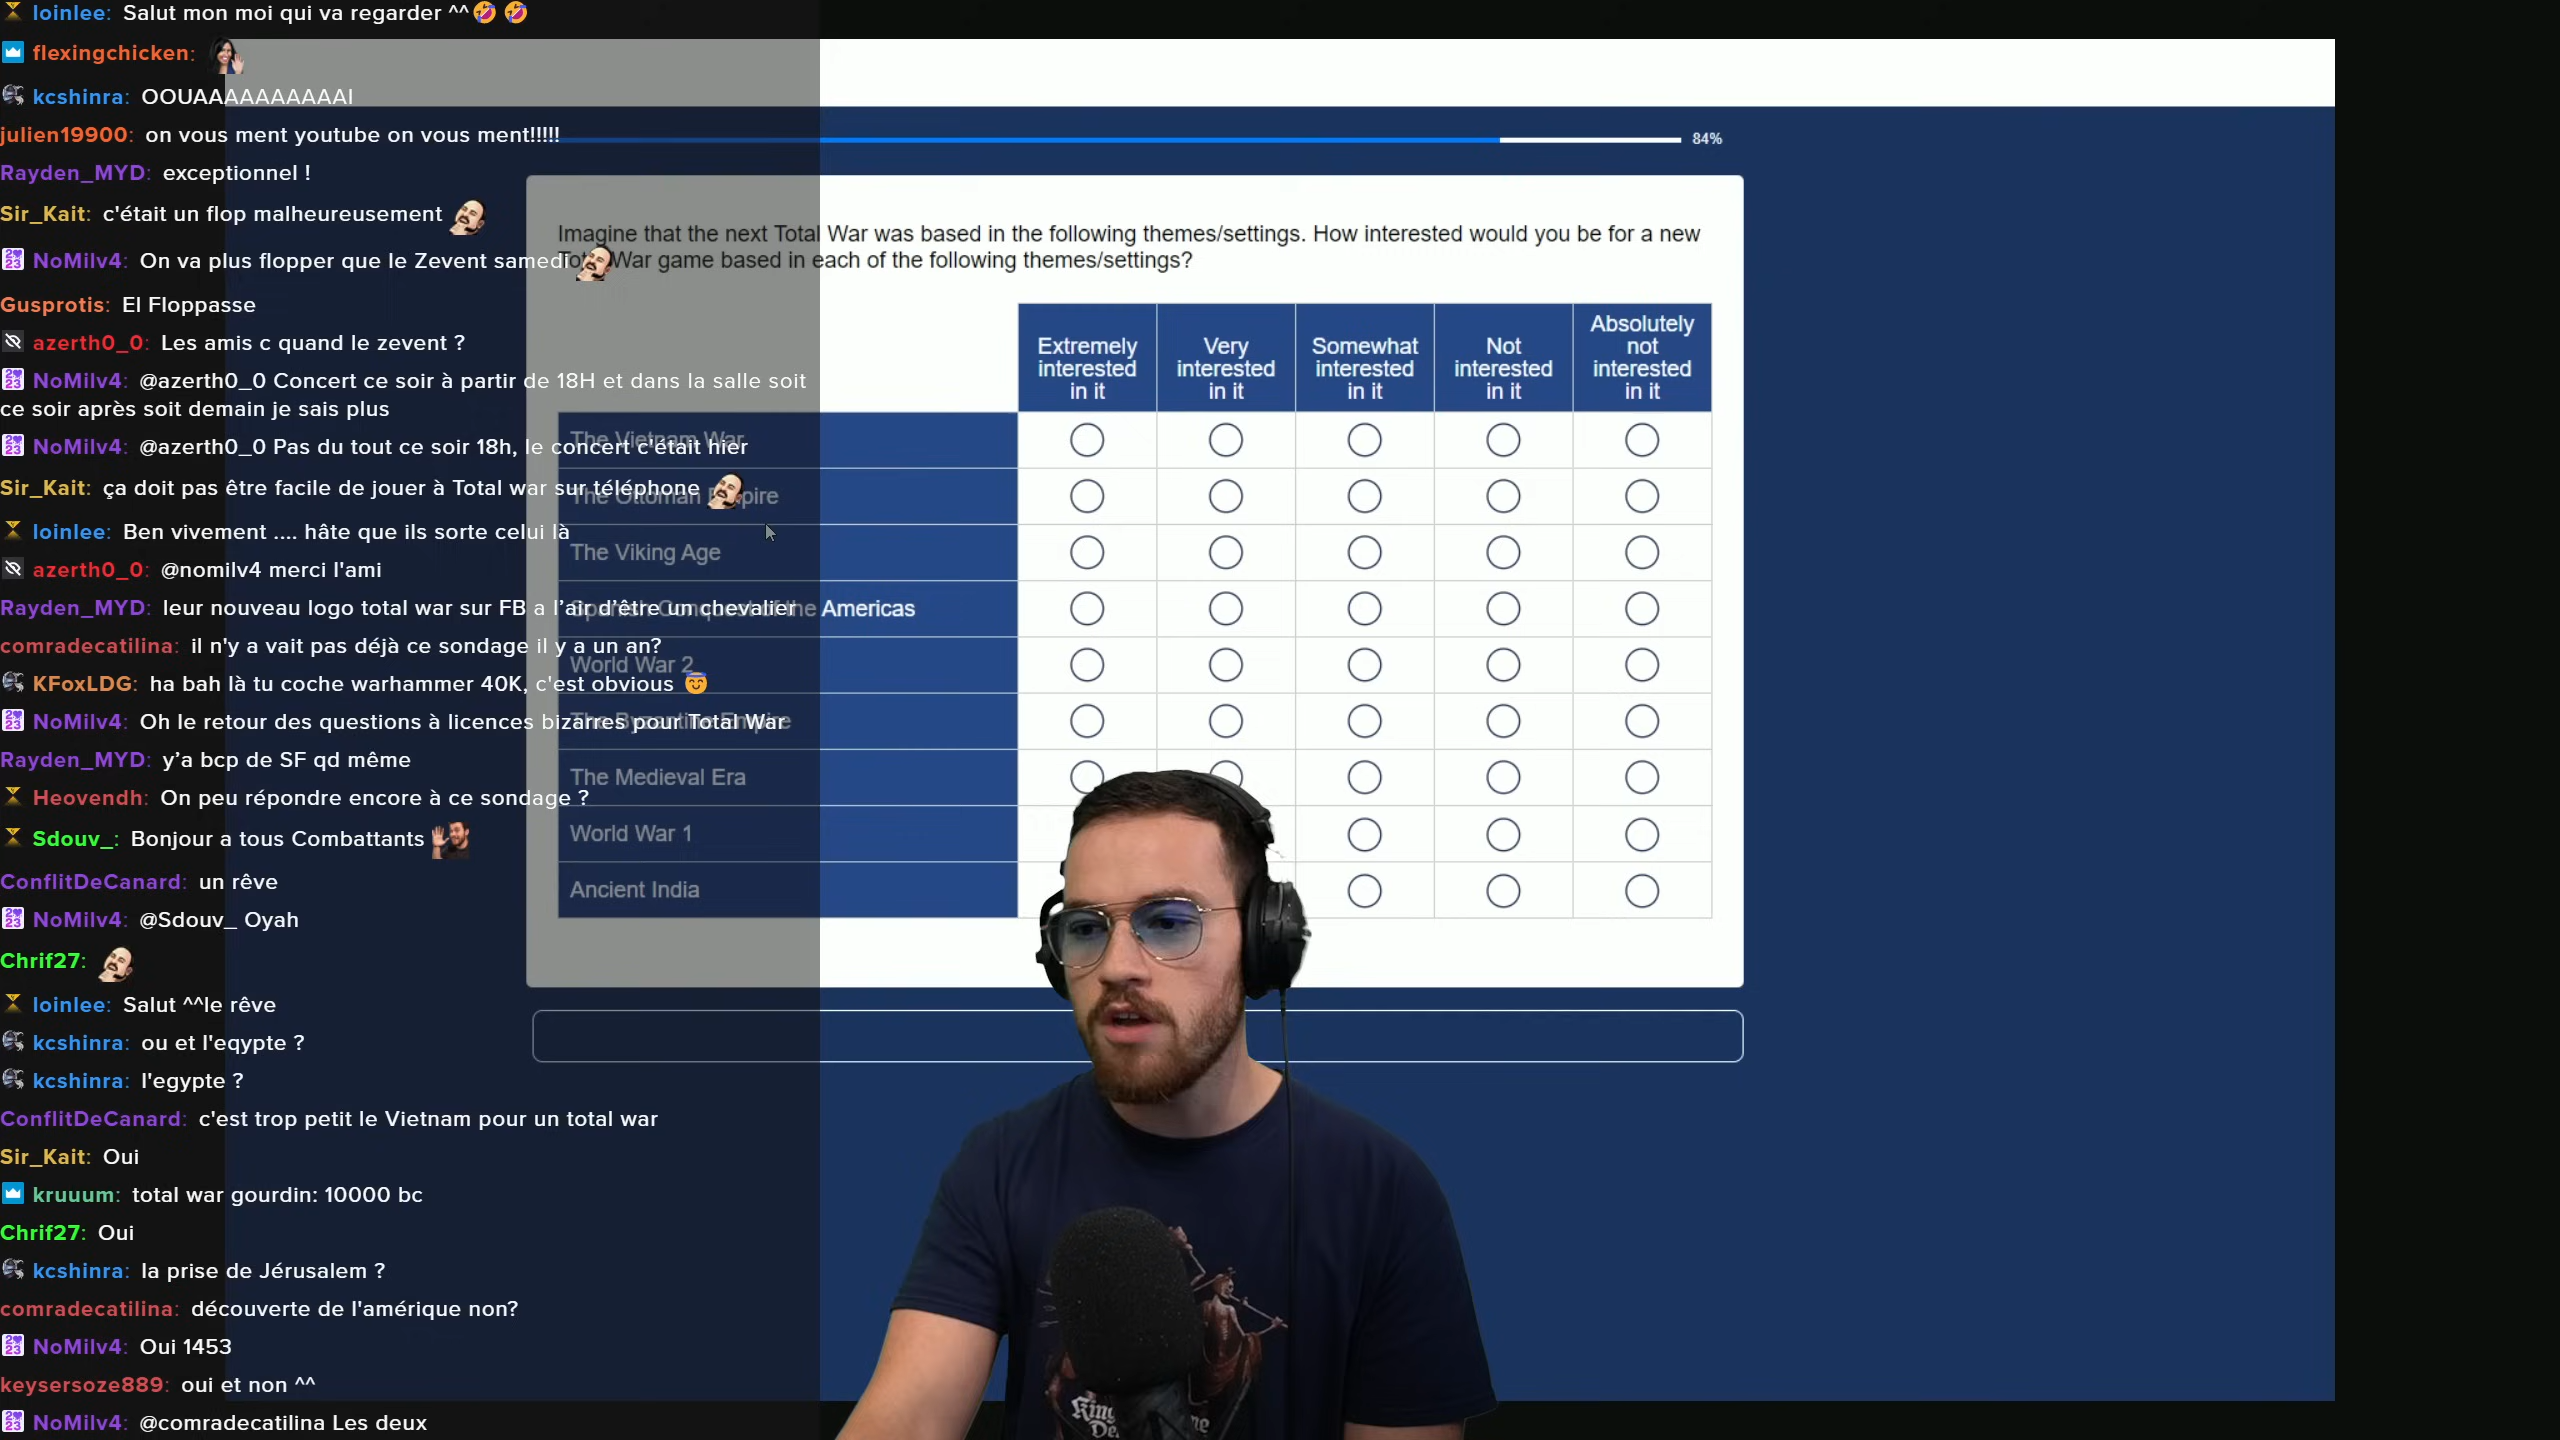 loinlee: Salut mon moi qui va regarder ^^🤣 🤣
flexingchicken:
kcshinra: OOUAAAAAAAAAAI
julien19900: on vous ment youtube on vous ment!!!!!
Rayden_MYD: exceptionnel !
Sir_Kait: c'était un flop malheureusement
NoMilv4: On va plus flopper que le Zevent samedi
Gusprotis: El Floppasse
azerth0_0: Les amis c quand le zevent ?
NoMilv4: @azerth0_0 Concert ce soir à partir de 18H et dans la salle soit
ce soir après soit demain je sais plus
NoMilv4: @azerth0_0 Pas du tout ce soir 18h, le concert c'était hier
Sir_Kait: ça doit pas être facile de jouer à Total war sur téléphone
loinlee: Ben vivement .... hâte que ils sorte celui là
azerth0_0: @nomilv4 merci l'ami
Rayden_MYD: leur nouveau logo total war sur FB a l'air d'être un chevalier
comradecatilina: il n'y a vait pas déjà ce sondage il y a un an?
KFoxLDG: ha bah là tu coche warhammer 40K, c'est obvious 😇
NoMilv4: Oh le retour des questions à licences bizarres pour Total War
Rayden_MYD: y'a bcp de SF qd même
Heovendh: On peu répondre encore à ce sondage ?
Sdouv_: Bonjour a tous Combattants
ConflitDeCanard: un rêve
NoMilv4: @Sdouv_ Oyah
Chrif27:
loinlee: Salut ^^le rêve
kcshinra: ou et l'eqypte ?
kcshinra: l'egypte ?
ConflitDeCanard: c'est trop petit le Vietnam pour un total war
Sir_Kait: Oui
kruuum: total war gourdin: 10000 bc
Chrif27: Oui
kcshinra: la prise de Jérusalem ?
comradecatilina: découverte de l'amérique non?
NoMilv4: Oui 1453
keysersoze889: oui et non ^^
NoMilv4: @comradecatilina Les deux
84%
Imagine that the next Total War was based in the following themes/settings. How interested would you be for a new
Total War game based in each of the following themes/settings?
Extremely interested in it
Very interested in it
Somewhat interested in it
Not interested in it
Absolutely not interested in it
The Vietnam War
The Ottoman Empire
The Viking Age
Spanish Conquest of the Americas
World War 2
The Byzantine Empire
The Medieval Era
World War 1
Ancient India